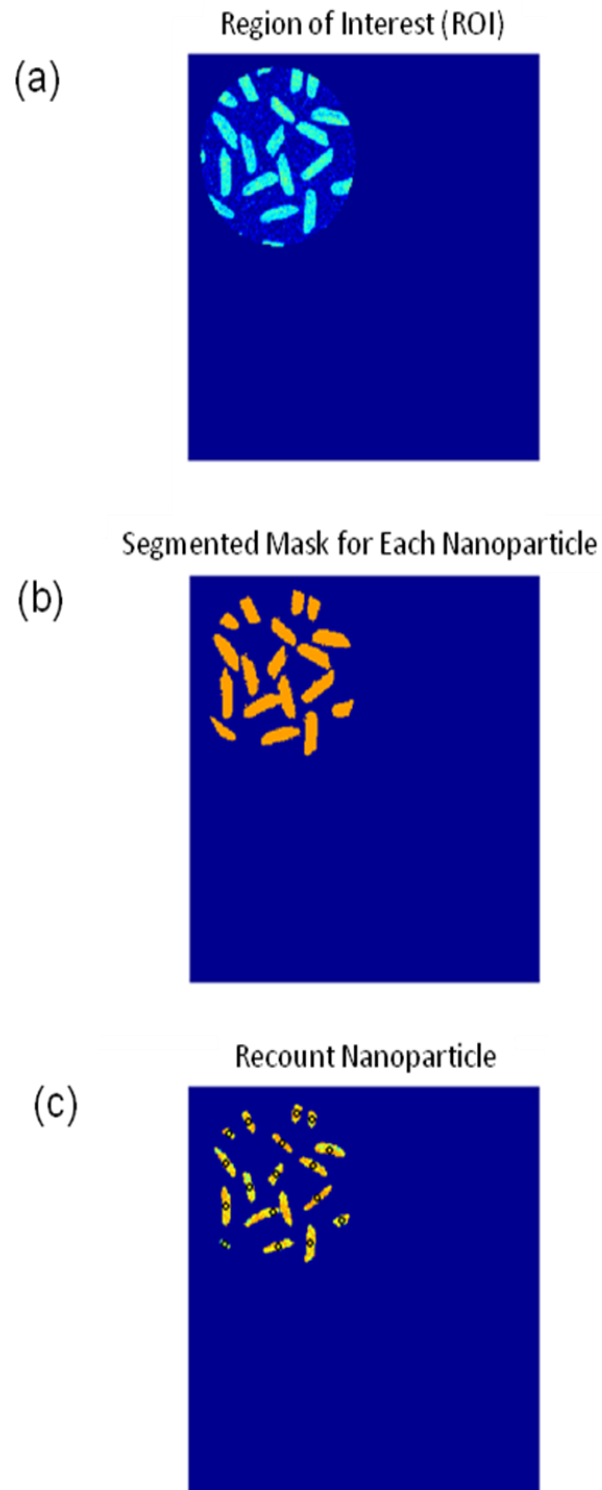 Region of Interest (ROI)
(a)
Segmented Mask for Each Nanoparticle
(b)
Recount Nanoparticle
(c)